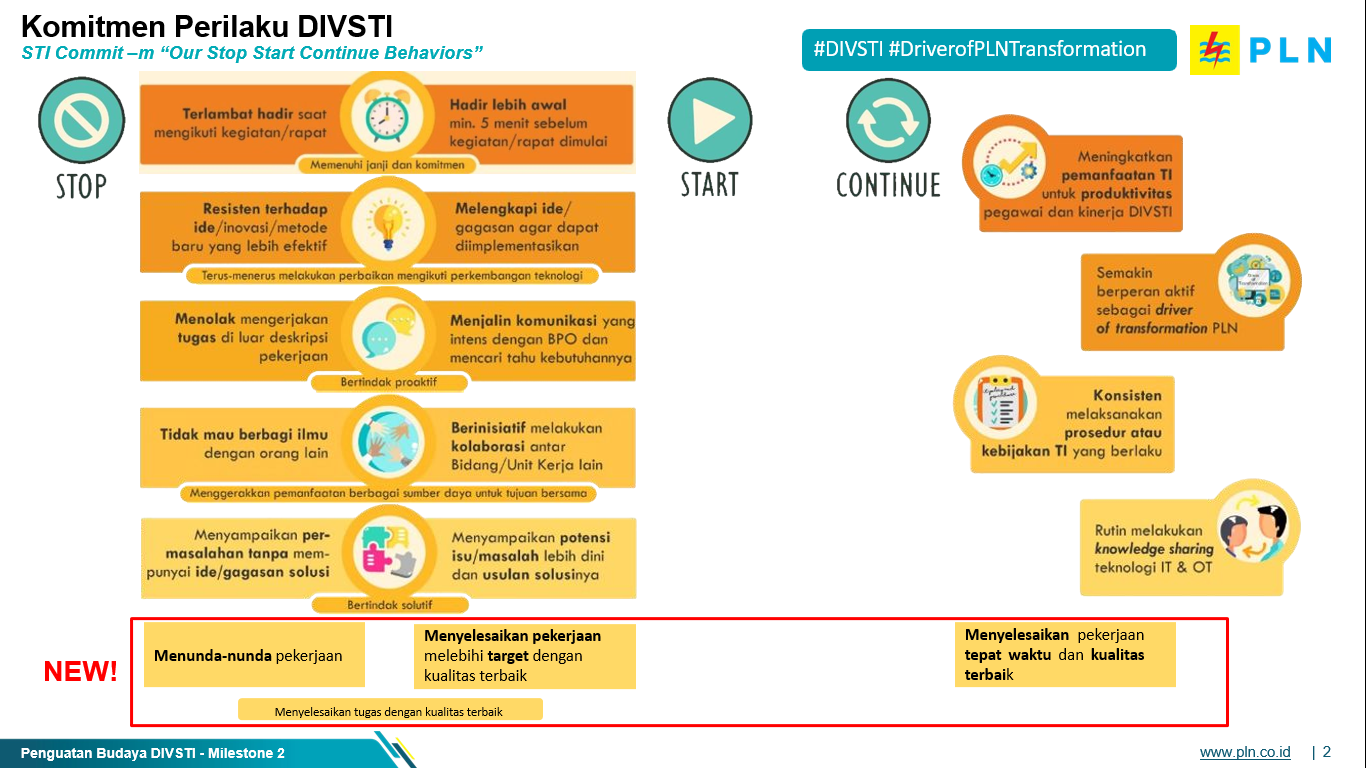 Komitmen Perilaku DIVSTI
STI Commit –m “Our Stop Start Continue Behaviors”
#DIVSTI #DriverofPLNTransformation
PLN
STOP
Terlambat hadir saat
mengikuti kegiatan/rapat
Hadir lebih awal
min. 5 menit sebelum
kegiatan/rapat dimulai
Memenuhi janji dan komitmen
START
CONTINUE
Resisten terhadap
ide/inovasi/metode
baru yang lebih efektif
Melengkapi ide/
gagasan agar dapat
diimplementasikan
Terus-menerus melakukan perbaikan mengikuti perkembangan teknologi
Menolak mengerjakan
tugas di luar deskripsi
pekerjaan
Menjalin komunikasi yang
intens dengan BPO dan
mencari tahu kebutuhannya
Bertindak proaktif
Tidak mau berbagi ilmu
dengan orang lain
Berinisiatif melakukan
kolaborasi antar
Bidang/Unit Kerja lain
Menggerakkan pemanfaatan berbagai sumber daya untuk tujuan bersama
Menyampaikan per-
masalahan tanpa mem-
punyai ide/gagasan solusi
Menyampaikan potensi
isu/masalah lebih dini
dan usulan solusinya
Bertindak solutif
Meningkatkan
pemanfaatan TI
untuk produktivitas
pegawai dan kinerja DIVSTI
Semakin
berperan aktif
sebagai driver
of transformation PLN
Konsisten
melaksanakan
prosedur atau
kebijakan TI yang berlaku
Rutin melakukan
knowledge sharing
teknologi IT & OT
NEW!
Menunda-nunda pekerjaan
Menyelesaikan pekerjaan
melebihi target dengan
kualitas terbaik
Menyelesaikan tugas dengan kualitas terbaik
Menyelesaikan pekerjaan
tepat waktu dan kualitas
terbaik
Penguatan Budaya DIVSTI - Milestone 2
www.pln.co.id | 2